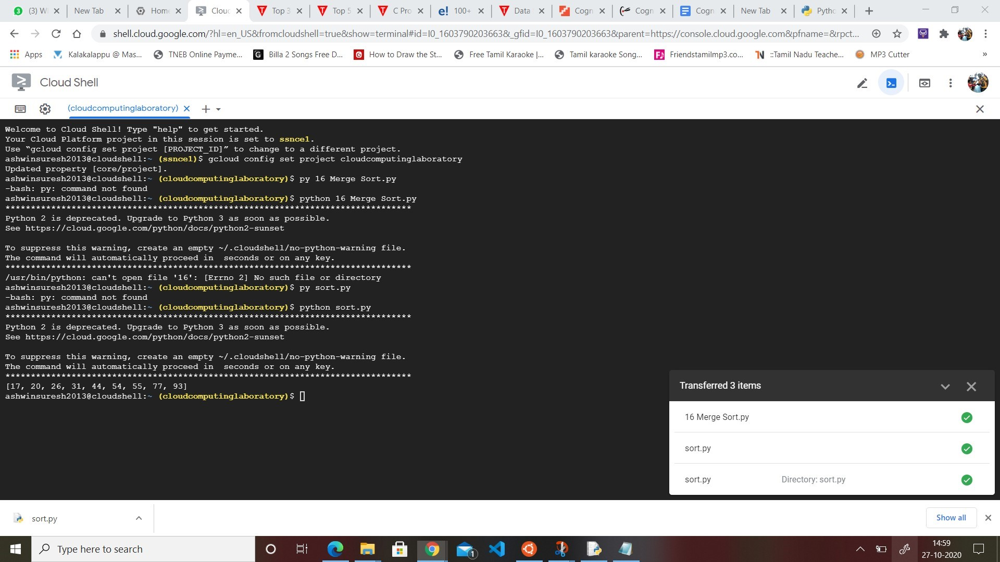 (3) W
New Tab
Home
Cloud
Top 3
Top 5
C Pro
e! 100+
Data
Cogn
Cogn
Cogn
New Tab
Pytho
shell.cloud.google.com/?hl=en_US&fromcloudshell=true&show=terminal#id=I0_1603790203663&_gfid=I0_1603790203663&parent=https://console.cloud.google.com&pfname=&rpct...
Apps
Kalakalappu @ Mas...
TNEB Online Payme...
Billa 2 Songs Free D...
How to Draw the St...
Free Tamil Karaoke |...
Tamil karaoke Song...
Friendstamilmp3.co...
::Tamil Nadu Teache...
MP3 Cutter
»
Cloud Shell
(cloudcomputinglaboratory)
Welcome to Cloud Shell! Type "help" to get started.
Your Cloud Platform project in this session is set to ssnce1.
Use “gcloud config set project [PROJECT_ID]” to change to a different project.
ashwinsuresh2013@cloudshell:~ (ssnce1)$ gcloud config set project cloudcomputinglaboratory
Updated property [core/project].
ashwinsuresh2013@cloudshell:~ (cloudcomputinglaboratory)$ py 16 Merge Sort.py
-bash: py: command not found
ashwinsuresh2013@cloudshell:~ (cloudcomputinglaboratory)$ python 16 Merge Sort.py
********************************************************************************
Python 2 is deprecated. Upgrade to Python 3 as soon as possible.
See https://cloud.google.com/python/docs/python2-sunset
To suppress this warning, create an empty ~/.cloudshell/no-python-warning file.
The command will automatically proceed in  seconds or on any key.
********************************************************************************
/usr/bin/python: can't open file '16': [Errno 2] No such file or directory
ashwinsuresh2013@cloudshell:~ (cloudcomputinglaboratory)$ py sort.py
-bash: py: command not found
ashwinsuresh2013@cloudshell:~ (cloudcomputinglaboratory)$ python sort.py
********************************************************************************
Python 2 is deprecated. Upgrade to Python 3 as soon as possible.
See https://cloud.google.com/python/docs/python2-sunset
To suppress this warning, create an empty ~/.cloudshell/no-python-warning file.
The command will automatically proceed in  seconds or on any key.
********************************************************************************
[17, 20, 26, 31, 44, 54, 55, 77, 93]
ashwinsuresh2013@cloudshell:~ (cloudcomputinglaboratory)$
Transferred 3 items
16 Merge Sort.py
sort.py
sort.py Directory: sort.py
sort.py
Show all
Type here to search
1
14:59
27-10-2020